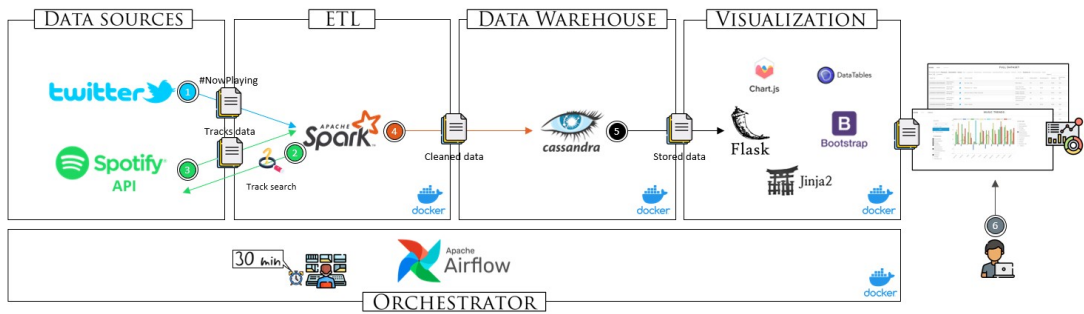 DATA SOURCES
ETL
DATA WAREHOUSE
VISUALIZATION
#NowPlaying
twitter
1
Tracks data
Spotify
API
3
2
Track search
APACHE
Spark
4
Cleaned data
docker
cassandra
5
Stored data
docker
Chart.js
DataTables
Flask
B
Bootstrap
Jinja2
docker
6
30 min
Apache
Airflow
docker
ORCHESTRATOR